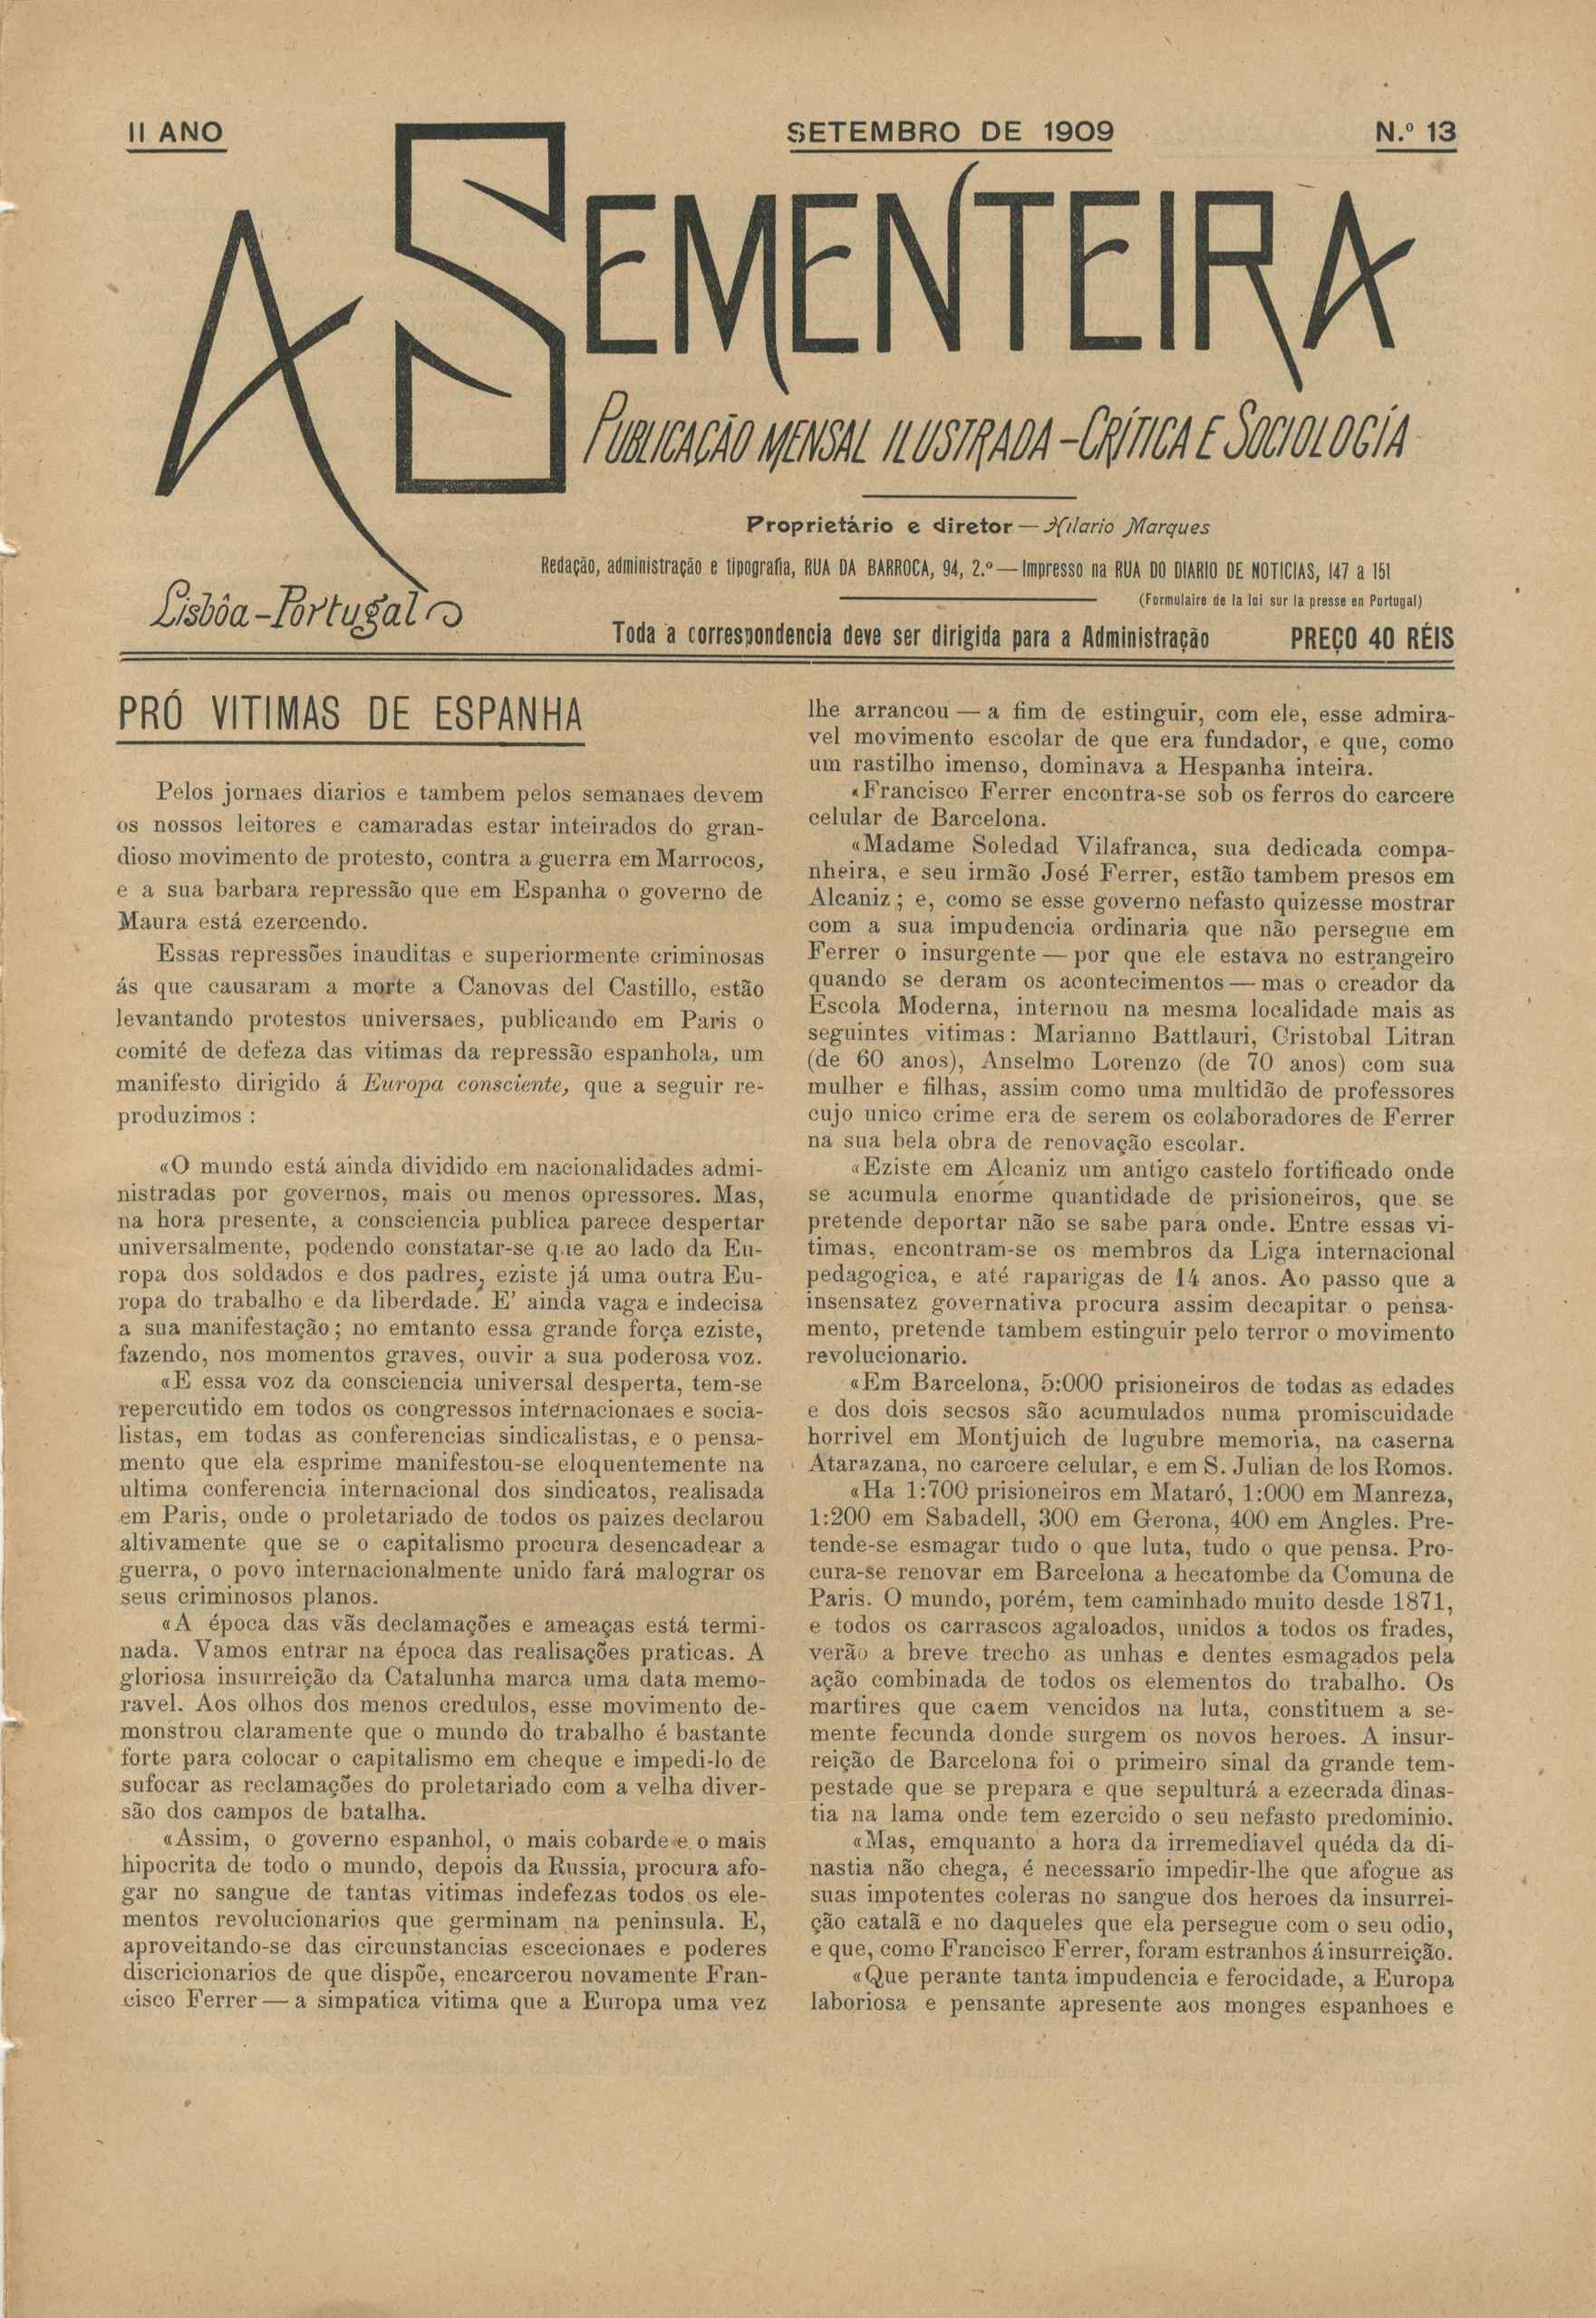 II ANO
SETEMBRO DE 1909
N.º 13
A SEMENTEIRA
PUBLICAÇÃO MENSAL ILUSTRADA - CRÍTICA E SOCIOLOGÍA
Proprietário e diretor — Hilario Marques
Redação, administração e tipografia, RUA DA BARROCA, 94, 2.º — Impresso na RUA DO DIARIO DE NOTICIAS, 147 a 151
(Formulaire de la loi sur la presse en Portugal)
Lisbôa - Portugal
Toda a correspondencia deve ser dirigida para a Administração
PREÇO 40 RÉIS
PRÓ VITIMAS DE ESPANHA
Pelos jornaes diarios e tambem pelos semanaes devem
os nossos leitores e camaradas estar inteirados do gran-
dioso movimento de protesto, contra a guerra em Marrocos,
e a sua barbara repressão que em Espanha o governo de
Maura está ezercendo.
Essas repressões inauditas e superiormente criminosas
ás que causaram a morte a Canovas del Castillo, estão
levantando protestos universaes, publicando em Paris o
comité de defeza das vitimas da repressão espanhola, um
manifesto dirigido á Europa consciente, que a seguir re-
produzimos :
«O mundo está ainda dividido em nacionalidades admi-
nistradas por governos, mais ou menos opressores. Mas,
na hora presente, a consciencia publica parece despertar
universalmente, podendo constatar-se que ao lado da Eu-
ropa dos soldados e dos padres, eziste já uma outra Eu-
ropa do trabalho e da liberdade. E' ainda vaga e indecisa
a sua manifestação; no emtanto essa grande força eziste,
fazendo, nos momentos graves, ouvir a sua poderosa voz.
«E essa voz da consciencia universal desperta, tem-se
repercutido em todos os congressos internacionaes e socia-
listas, em todas as conferencias sindicalistas, e o pensa-
mento que ela esprime manifestou-se eloquentemente na
ultima conferencia internacional dos sindicatos, realisada
em Paris, onde o proletariado de todos os paizes declarou
altivamente que se o capitalismo procura desencadear a
guerra, o povo internacionalmente unido fará malograr os
seus criminosos planos.
«A época das vãs declamações e ameaças está termi-
nada. Vamos entrar na época das realisações praticas. A
gloriosa insurreição da Catalunha marca uma data memo-
ravel. Aos olhos dos menos credulos, esse movimento de-
monstrou claramente que o mundo do trabalho é bastante
forte para colocar o capitalismo em cheque e impedi-lo de
sufocar as reclamações do proletariado com a velha diver-
são dos campos de batalha.
«Assim, o governo espanhol, o mais cobarde e o mais
hipocrita de todo o mundo, depois da Russia, procura afo-
gar no sangue de tantas vitimas indefezas todos os ele-
mentos revolucionarios que germinam na peninsula. E,
aproveitando-se das circunstancias escecionaes e poderes
discricionarios de que dispõe, encarcerou novamente Fran-
cisco Ferrer — a simpatica vitima que a Europa uma vez
lhe arrancou — a fim de estinguir, com ele, esse admira-
vel movimento escolar de que era fundador, e que, como
um rastilho imenso, dominava a Hespanha inteira.
«Francisco Ferrer encontra-se sob os ferros do carcere
celular de Barcelona.
«Madame Soledad Vilafranca, sua dedicada compa-
nheira, e seu irmão José Ferrer, estão tambem presos em
Alcaniz; e, como se esse governo nefasto quizesse mostrar
com a sua impudencia ordinaria que não persegue em
Ferrer o insurgente — por que ele estava no estrangeiro
quando se deram os acontecimentos — mas o creador da
Escola Moderna, internou na mesma localidade mais as
seguintes vitimas: Marianno Battlauri, Cristobal Litran
(de 60 anos), Anselmo Lorenzo (de 70 anos) com sua
mulher e filhas, assim como uma multidão de professores
cujo unico crime era de serem os colaboradores de Ferrer
na sua bela obra de renovação escolar.
«Eziste em Alcaniz um antigo castelo fortificado onde
se acumula enorme quantidade de prisioneiros, que se
pretende deportar não se sabe para onde. Entre essas vi-
timas, encontram-se os membros da Liga internacional
pedagogica, e até raparigas de 14 anos. Ao passo que a
insensatez governativa procura assim decapitar o pensa-
mento, pretende tambem estinguir pelo terror o movimento
revolucionario.
«Em Barcelona, 5:000 prisioneiros de todas as edades
e dos dois secsos são acumulados numa promiscuidade
horrivel em Montjuich de lugubre memoria, na caserna
Atarazana, no carcere celular, e em S. Julian de los Romos.
«Ha 1:700 prisioneiros em Mataró, 1:000 em Manreza,
1:200 em Sabadell, 300 em Gerona, 400 em Angles. Pre-
tende-se esmagar tudo o que luta, tudo o que pensa. Pro-
cura-se renovar em Barcelona a hecatombe da Comuna de
Paris. O mundo, porém, tem caminhado muito desde 1871,
e todos os carrascos agaloados, unidos a todos os frades,
verão a breve trecho as unhas e dentes esmagados pela
ação combinada de todos os elementos do trabalho. Os
martires que caem vencidos na luta, constituem a se-
mente fecunda donde surgem os novos heroes. A insur-
reição de Barcelona foi o primeiro sinal da grande tem-
pestade que se prepara e que sepulturá a ezecrada dinas-
tia na lama onde tem ezercido o seu nefasto predominio.
«Mas, emquanto a hora da irremediavel quéda da di-
nastia não chega, é necessario impedir-lhe que afogue as
suas impotentes coleras no sangue dos heroes da insurrei-
ção catalã e no daqueles que ela persegue com o seu odio,
e que, como Francisco Ferrer, foram estranhos á insurreição.
«Que perante tanta impudencia e ferocidade, a Europa
laboriosa e pensante apresente aos monges espanhoes e